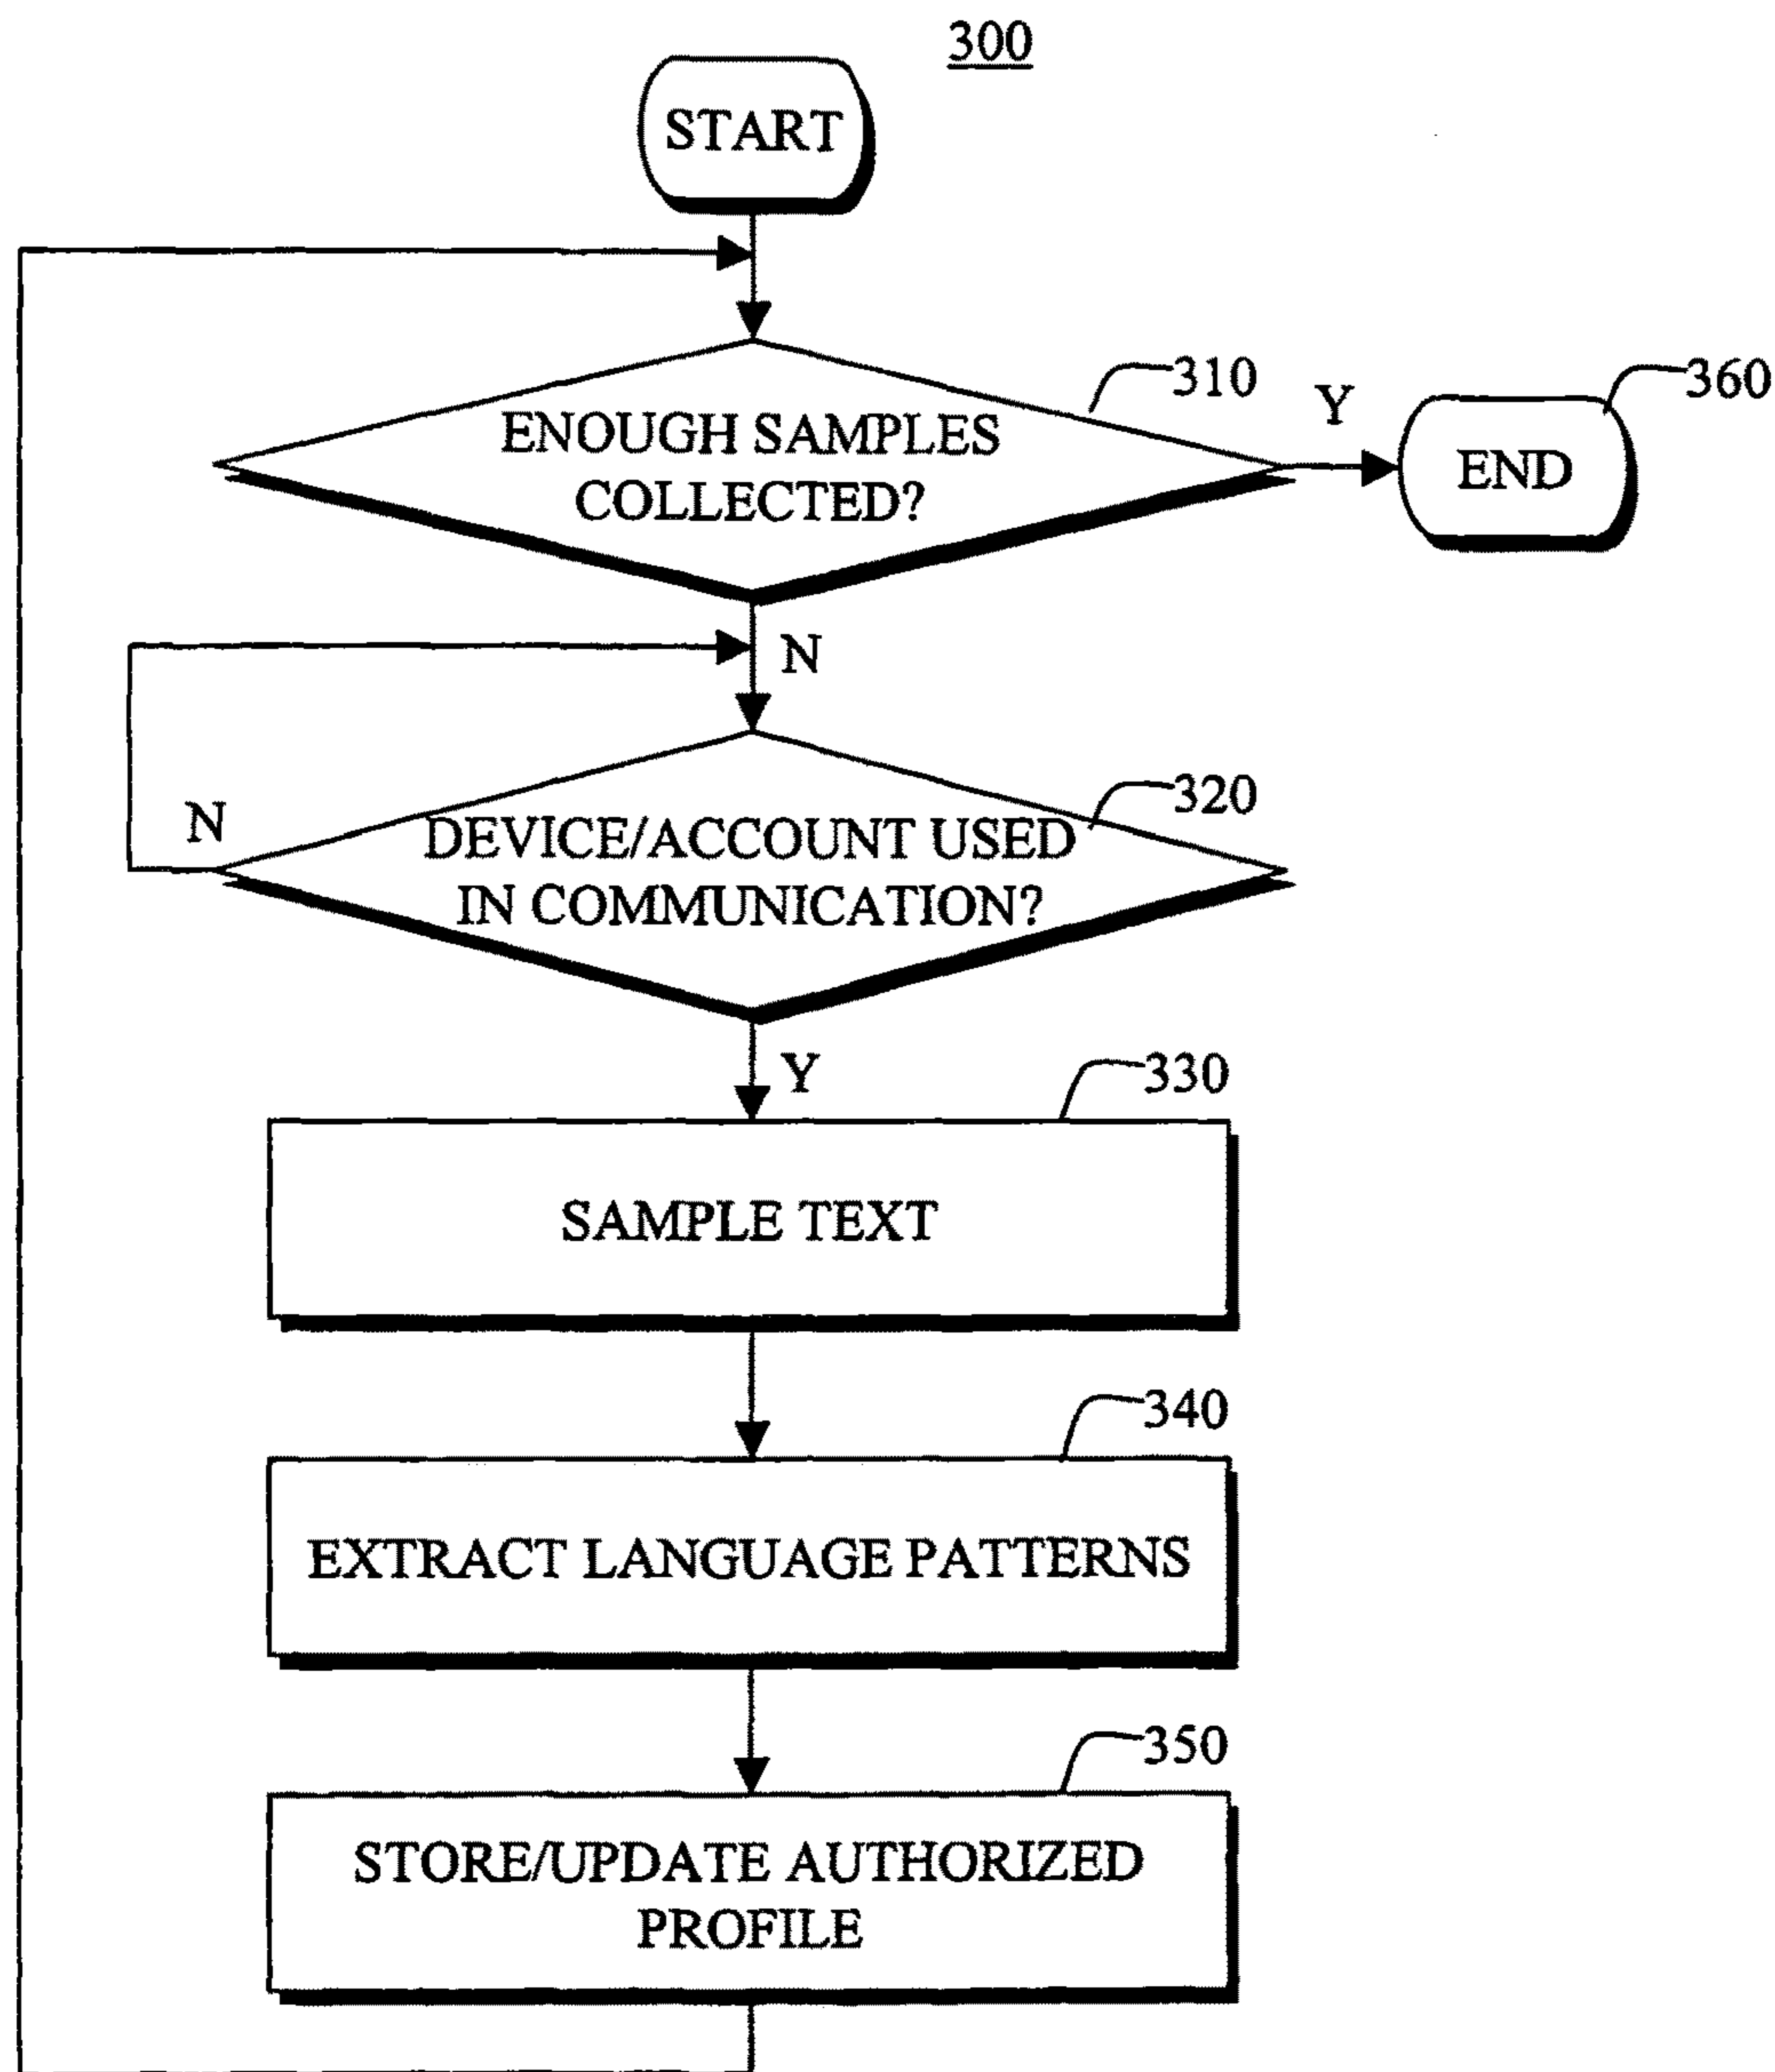 300
START
310
360
Y
ENOUGH SAMPLES
COLLECTED?
END
N
320
N
DEVICE/ACCOUNT USED
IN COMMUNICATION?
Y
330
SAMPLE TEXT
340
EXTRACT LANGUAGE PATTERNS
350
STORE/UPDATE AUTHORIZED
PROFILE